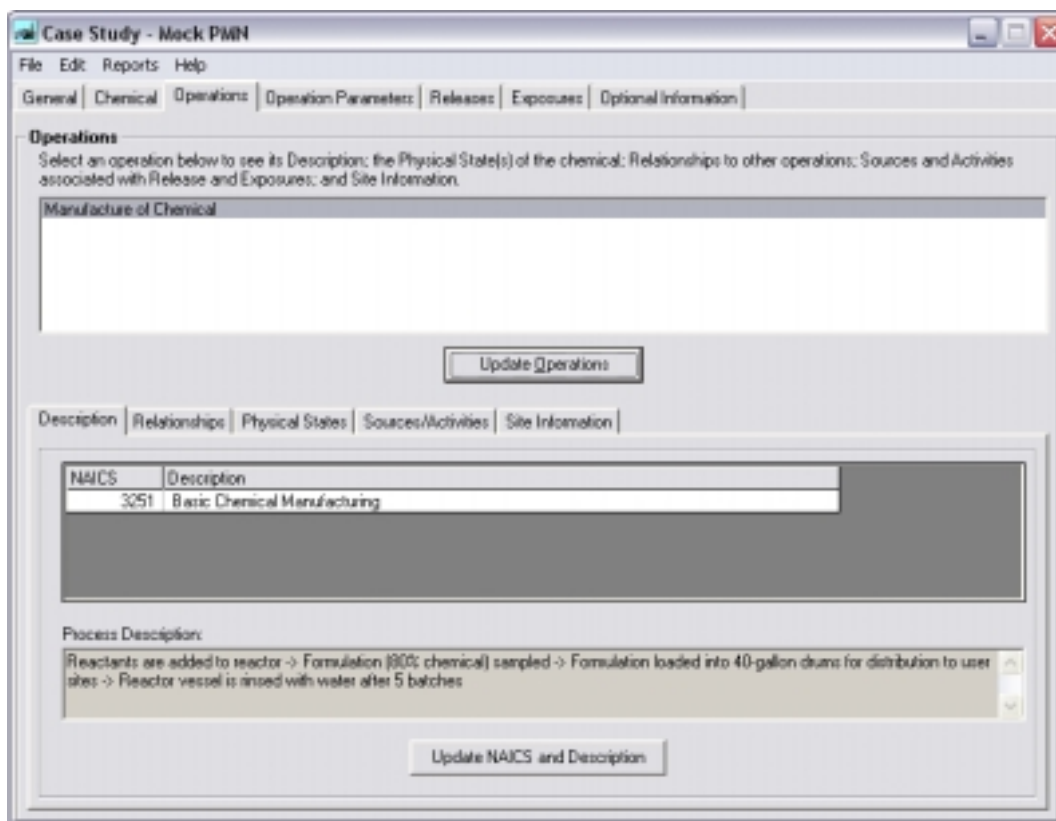 Case Study - Mock PMN
File Edit Reports Help
General Chemical Operations Operation Parameters Releases Exposures Optional Information
Operations
Select an operation below to see its Description; the Physical State(s) of the chemical; Relationships to other operations; Sources and Activities
associated with Release and Exposures; and Site Information.
Manufacture of Chemical
Update Operations
Description Relationships Physical States Sources/Activities Site Information
NAICS Description
3251 Basic Chemical Manufacturing
Process Description:
Reactants are added to reactor -> Formulation (80% chemical) sampled -> Formulation loaded into 40-gallon drums for distribution to user
sites -> Reactor vessel is rinsed with water after 5 batches
Update NAICS and Description